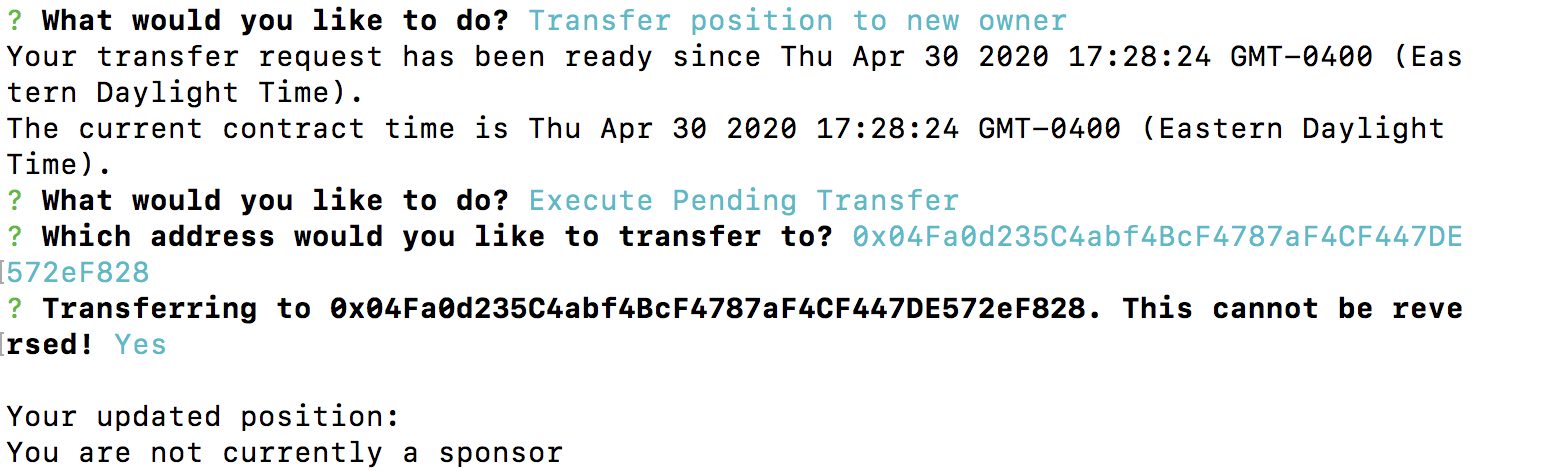 ? What would you like to do? Transfer position to new owner
Your transfer request has been ready since Thu Apr 30 2020 17:28:24 GMT-0400 (Eas
tern Daylight Time).
The current contract time is Thu Apr 30 2020 17:28:24 GMT-0400 (Eastern Daylight
Time).
? What would you like to do? Execute Pending Transfer
? Which address would you like to transfer to? 0x04Fa0d235C4abf4BcF4787aF4CF447DE
572eF828
? Transferring to 0x04Fa0d235C4abf4BcF4787aF4CF447DE572eF828. This cannot be reve
rsed! Yes
Your updated position:
You are not currently a sponsor